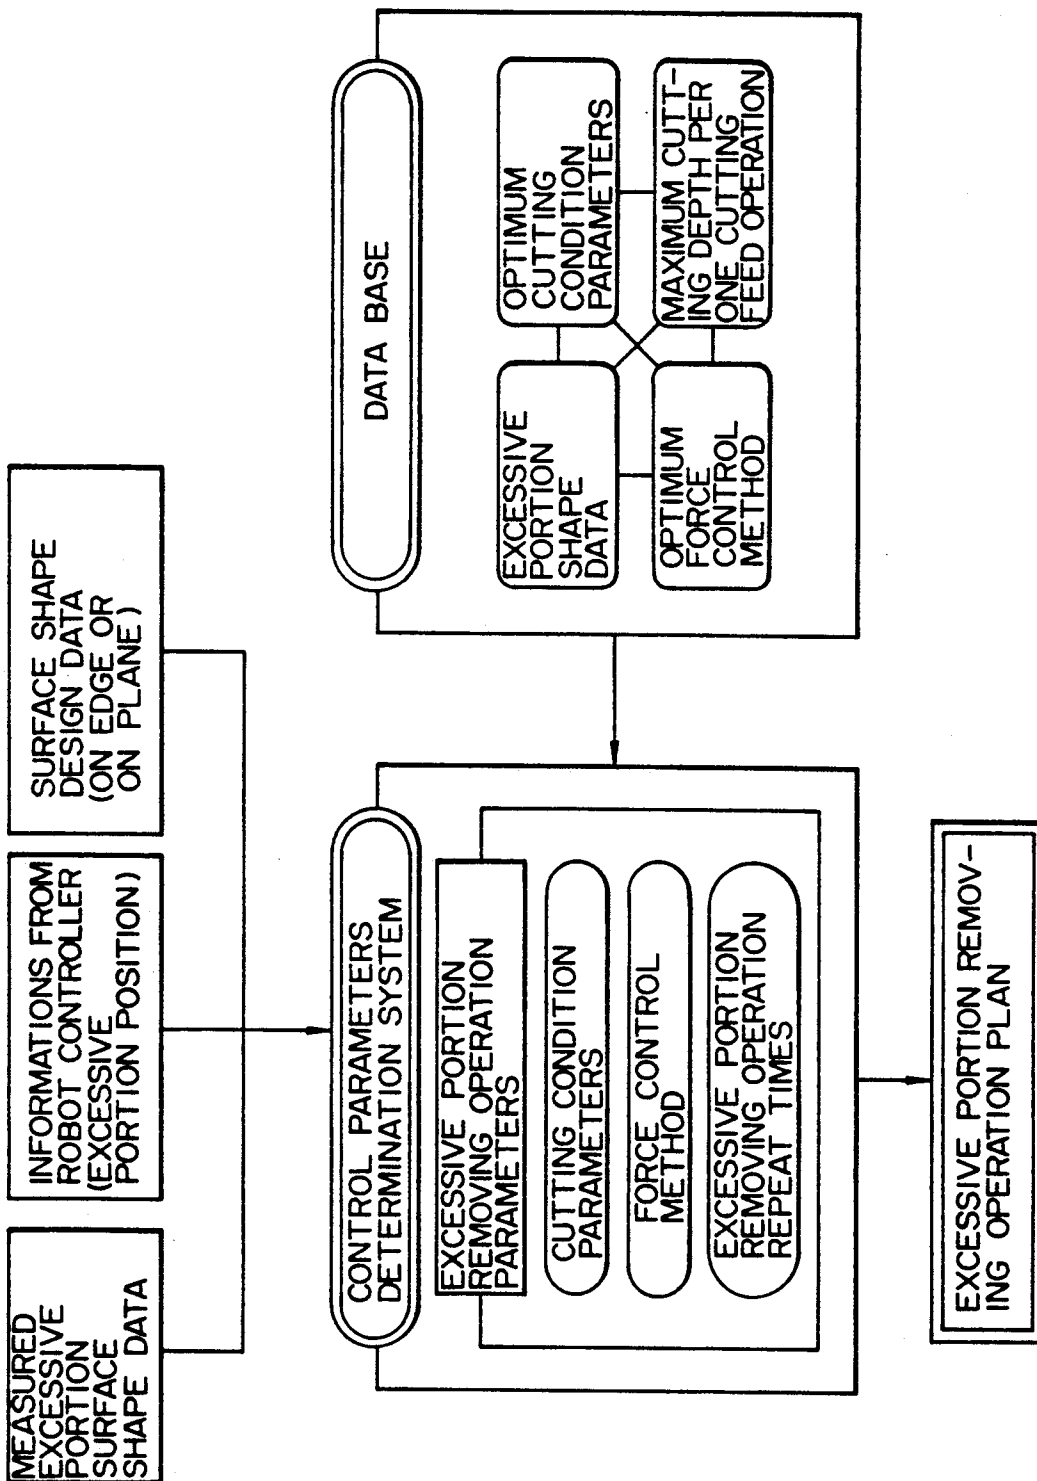 MEASURED
EXCESSIVE
PORTION
SURFACE
SHAPE DATA
INFORMATIONS FROM
ROBOT CONTROLLER
(EXCESSIVE
PORTION POSITION)
SURFACE SHAPE
DESIGN DATA
(ON EDGE OR
ON PLANE)
CONTROL PARAMETERS
DETERMINATION SYSTEM
EXCESSIVE PORTION
REMOVING OPERATION
PARAMETERS
CUTTING CONDITION
PARAMETERS
FORCE CONTROL
METHOD
EXCESSIVE PORTION
REMOVING OPERATION
REPEAT TIMES
DATA BASE
EXCESSIVE
PORTION
SHAPE
DATA
OPTIMUM
CUTTING
CONDITION
PARAMETERS
OPTIMUM
FORCE
CONTROL
METHOD
MAXIMUM CUTT-
ING DEPTH PER
ONE CUTTING
FEED OPERATION
EXCESSIVE PORTION REMOV-
ING OPERATION PLAN